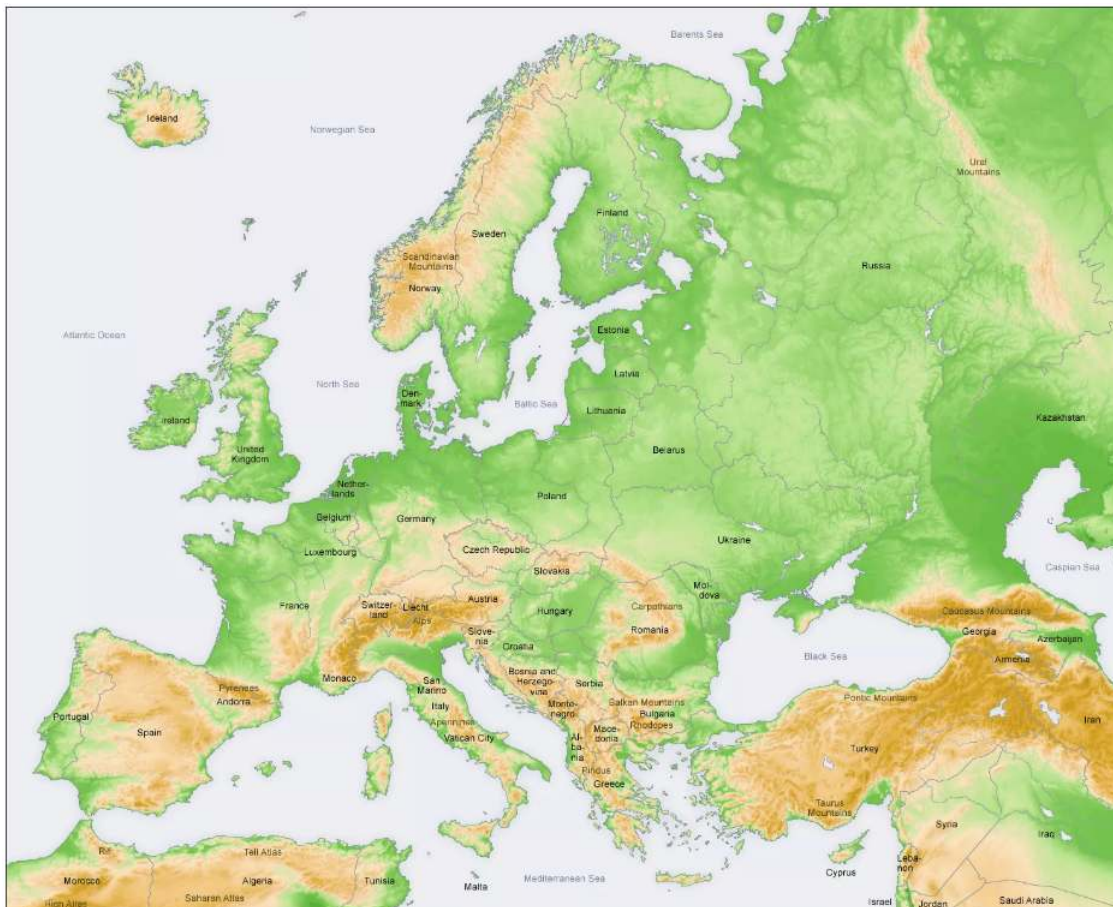 Barents Sea
Iceland
Norwegian Sea
Ural
Mountains
Finland
Sweden
Scandinavian
Mountains
Russia
Norway
Atlantic Ocean
Estonia
North Sea
Latvia
Den-
mark
Baltic Sea
Lithuania
Kazakhstan
Ireland
United
Kingdom
Belarus
Nether-
lands
Poland
Belgium
Germany
Ukraine
Luxembourg
Czech Republic
Caspian Sea
Slovakia
Mol-
dova
France
Switzer-
land
Liecht
Austria
Carpathians
Hungary
Alps
Caucasus Mountains
Romania
Slove-
nia
Georgia
Azerbaijan
Croatia
Black Sea
Armenia
Bosnia and
Herzego-
vina
Monaco
San
Marino
Serbia
Pyrenees
Andorra
Pontic Mountains
Balkan Mountains
Italy
Monte-
negro
Bulgaria
Portugal
Apennines
Rhodopes
Iran
Spain
Mace-
donia
Vatican City
Al-
ba-
nia
Turkey
Pindus
Greece
Taurus
Mountains
Syria
Iraq
Rif
Tell Atlas
Leba-
non
Morocco
Algeria
Tunisia
Malta
Mediterranean Sea
Cyprus
High Atlas
Saharan Atlas
Israel
Jordan
Saudi Arabia